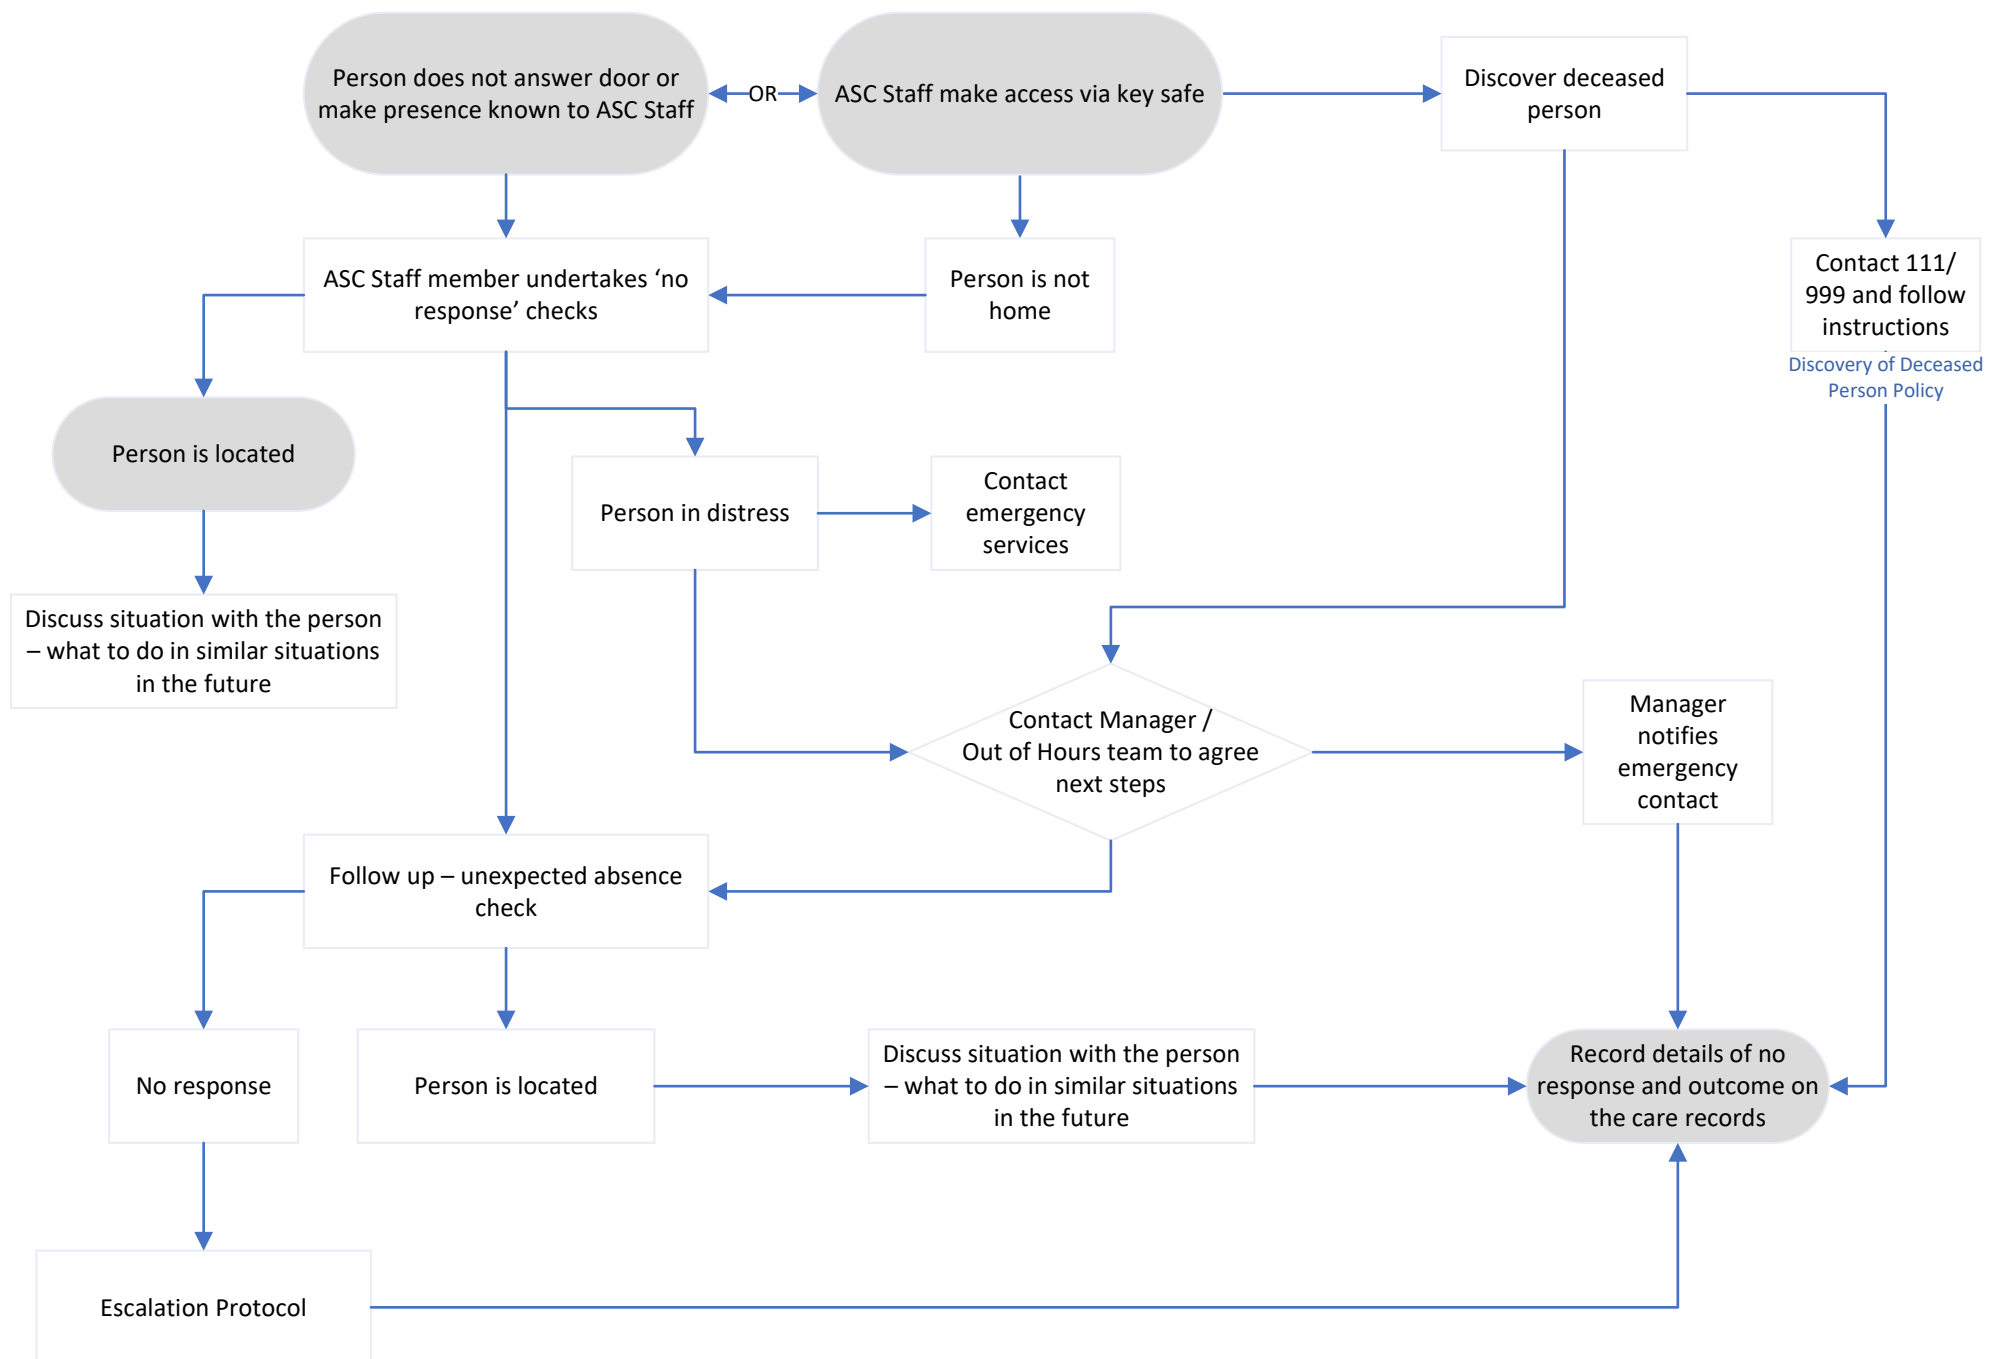 Person does not answer door or
make presence known to ASC Staff
OR
ASC Staff make access via key safe
Discover deceased
person
ASC Staff member undertakes ‘no
response’ checks
Person is not
home
Contact 111/
999 and follow
instructions
Discovery of Deceased
Person Policy
Person is located
Person in distress
Contact
emergency
services
Discuss situation with the person
– what to do in similar situations
in the future
Contact Manager /
Out of Hours team to agree
next steps
Manager
notifies
emergency
contact
Follow up – unexpected absence
check
No response
Person is located
Discuss situation with the person
– what to do in similar situations
in the future
Record details of no
response and outcome on
the care records
Escalation Protocol